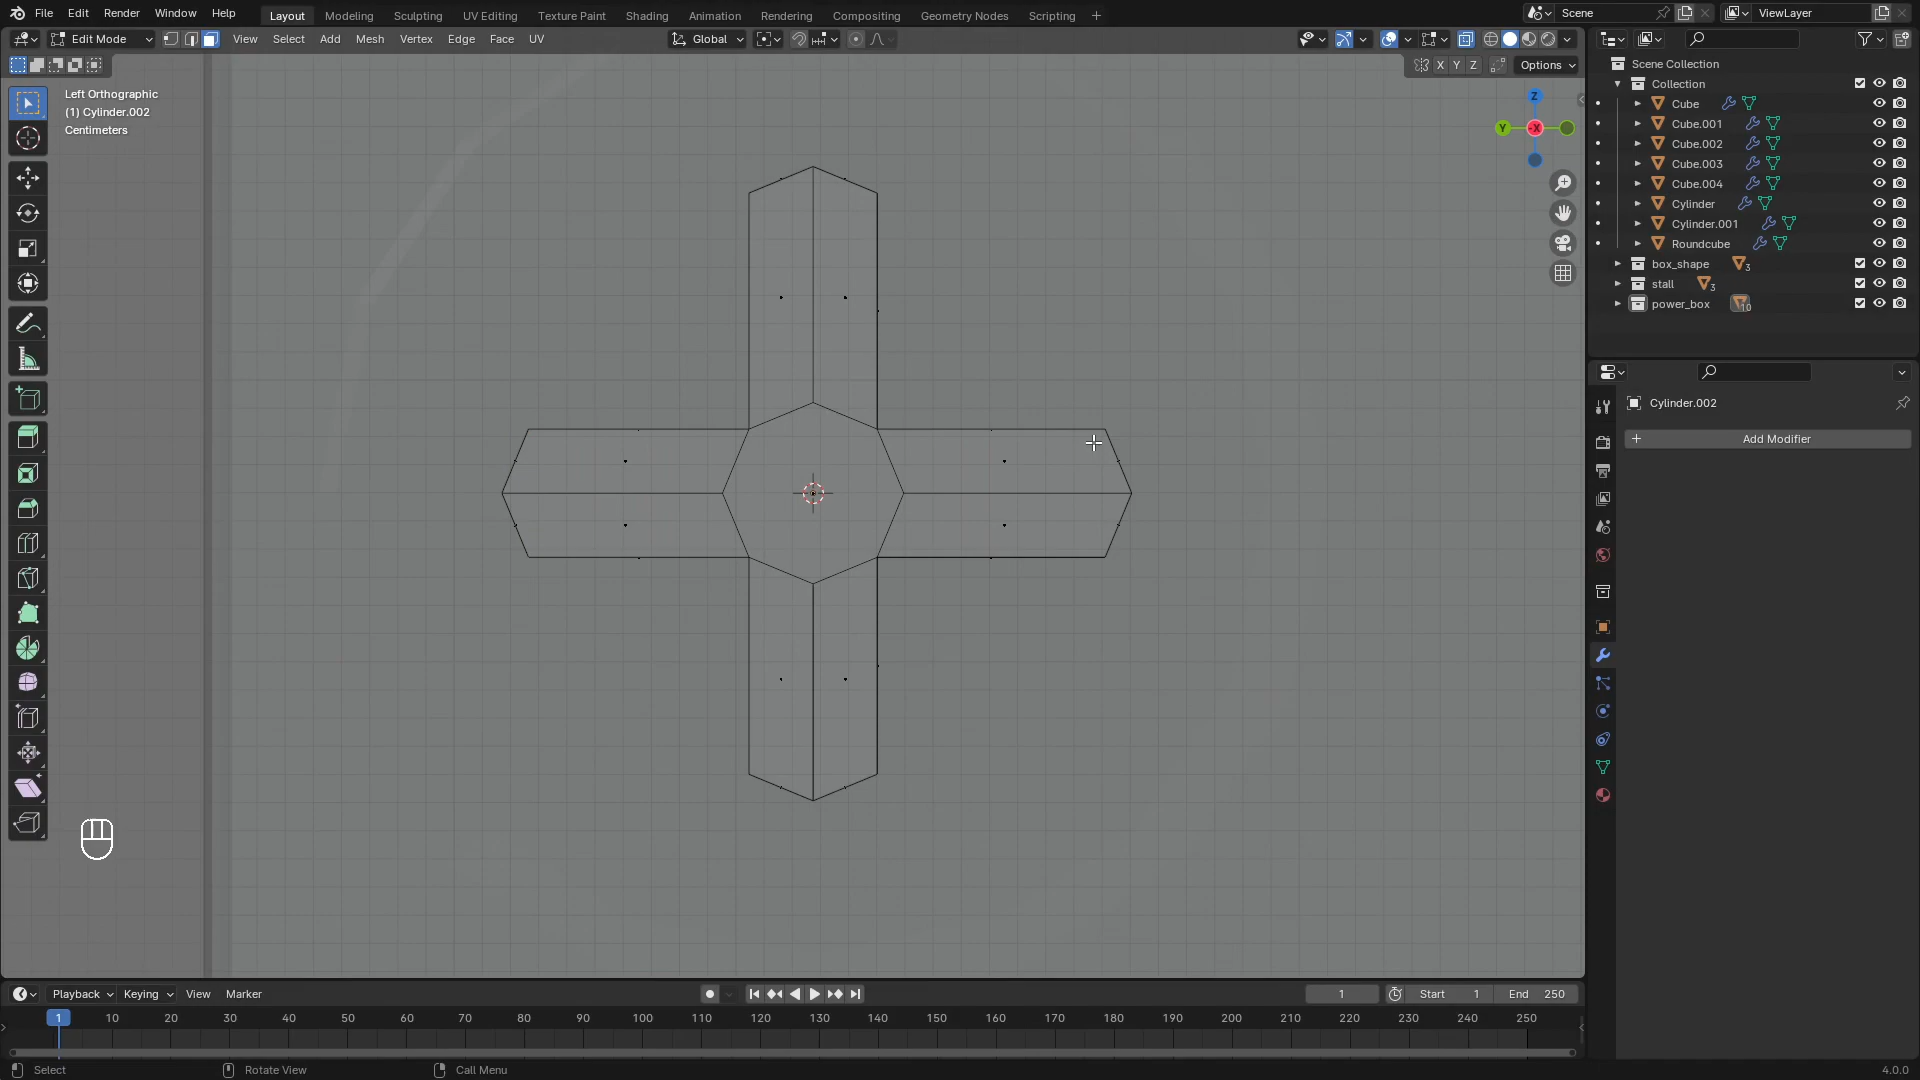 File Edit Render Window Help Layout Modeling Sculpting UV Editing Texture Paint Shading Animation Rendering Compositing Geometry Nodes Scripting + Scene ViewLayer
Edit Mode View Select Add Mesh Vertex Edge Face UV Global
X Y Z Options
Left Orthographic
(1) Cylinder.002
Centimeters
Z
Y
-X
Scene Collection
Collection
Cube
Cube.001
Cube.002
Cube.003
Cube.004
Cylinder
Cylinder.001
Roundcube
box_shape 3
stall 3
power_box 10
Cylinder.002
+ Add Modifier
Playback Keying View Marker 1 Start 1 End 250
1 10 20 30 40 50 60 70 80 90 100 110 120 130 140 150 160 170 180 190 200 210 220 230 240 250
Select Rotate View Call Menu 4.0.0